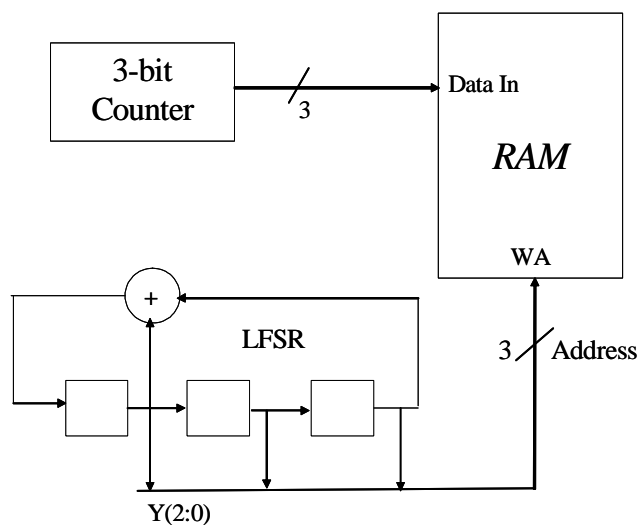 3-bit
Counter
3
Data In
RAM
WA
+
LFSR
3
Address
Y(2:0)